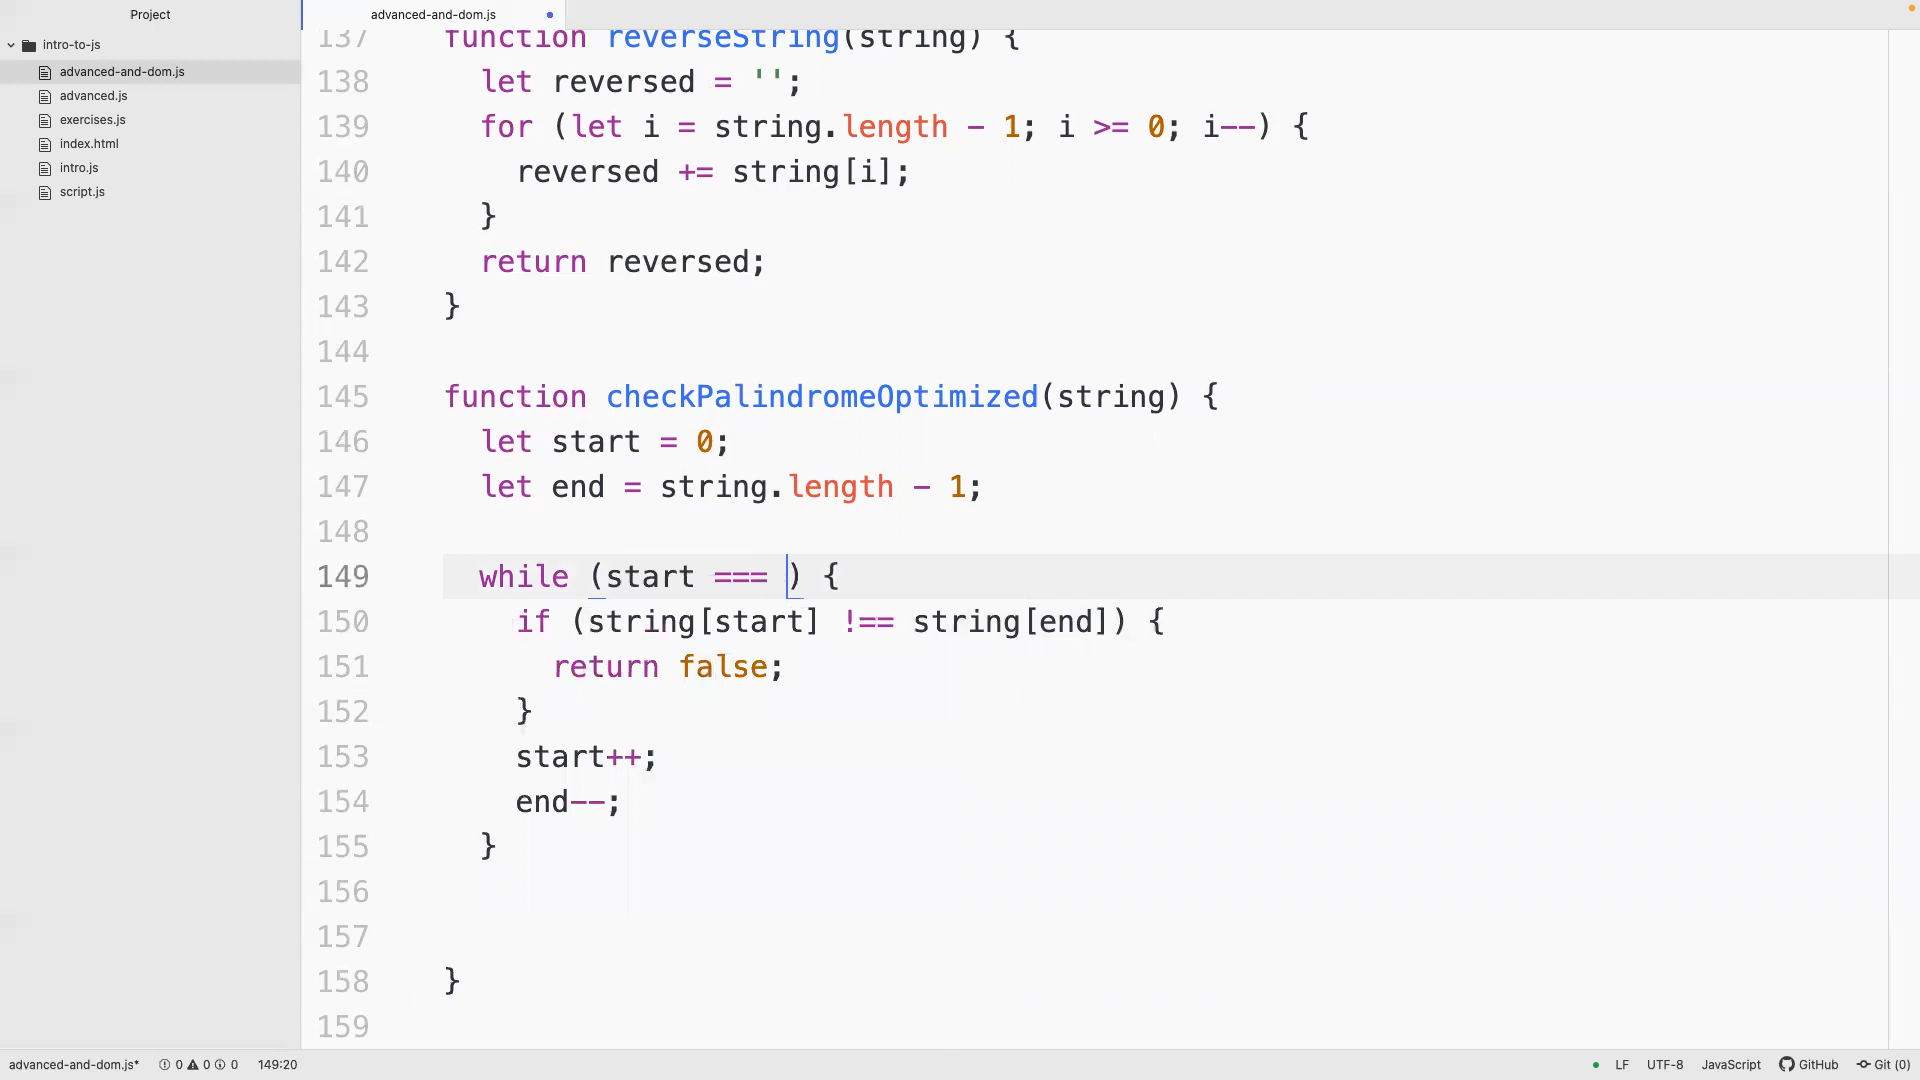 Project
advanced-and-dom.js
intro-to-js
advanced-and-dom.js
advanced.js
exercises.js
index.html
intro.js
script.js
137 function reverseString(string) {
138 let reversed = '';
139 for (let i = string.length - 1; i >= 0; i--) {
140 reversed += string[i];
141 }
142 return reversed;
143 }
144
145 function checkPalindromeOptimized(string) {
146 let start = 0;
147 let end = string.length - 1;
148
149 while (start === ) {
150 if (string[start] !== string[end]) {
151 return false;
152 }
153 start++;
154 end--;
155 }
156
157
158 }
159
advanced-and-dom.js* 0 0 0 149:20 LF UTF-8 JavaScript GitHub Git (0)